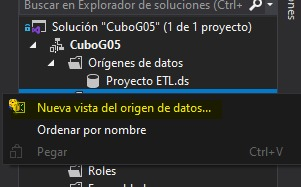 Buscar en Explorador de soluciones (Ctrl+
Solución "CuboG05" (1 de 1 proyecto)
CuboG05
Orígenes de datos
Proyecto ETL.ds
Nueva vista del origen de datos...
Ordenar por nombre
Pegar Ctrl+V
Roles